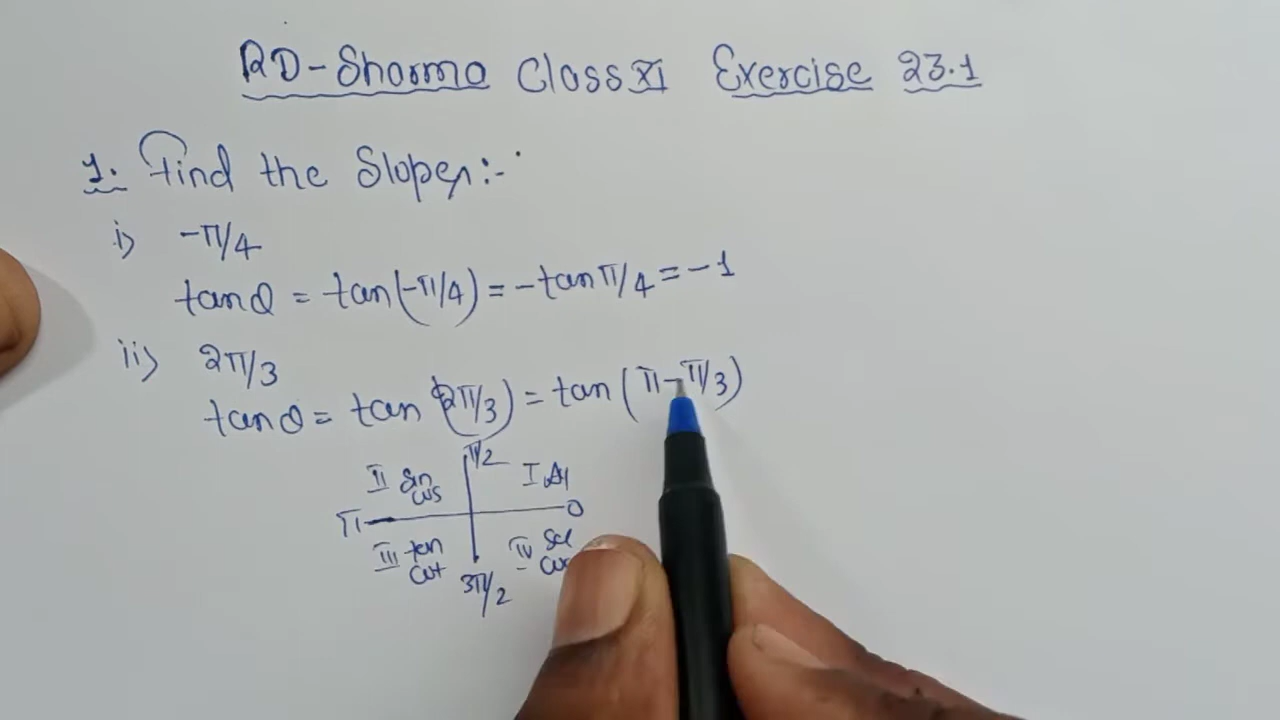 RD-Sharma Class XI Exercise 23.1
1. Find the Slopes:-
i) -π/4
tanθ = tan(-π/4) = -tanπ/4 = -1
ii) 2π/3
tanθ = tan (2π/3) = tan (π-π/3)
π/2
II sin I All
cos
π 0
III tan IV sec
cot cos
3π/2